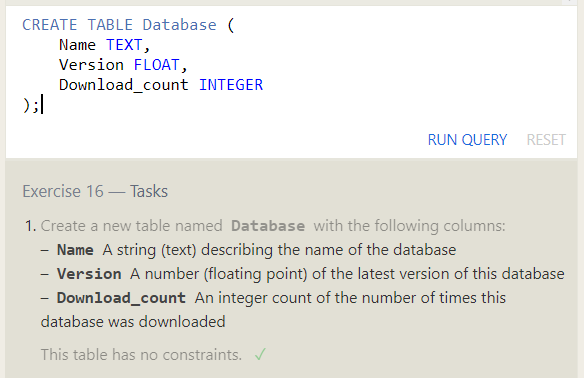 CREATE TABLE Database (
    Name TEXT,
    Version FLOAT,
    Download_count INTEGER
);
RUN QUERY RESET
Exercise 16 — Tasks
1. Create a new table named Database with the following columns:
– Name A string (text) describing the name of the database
– Version A number (floating point) of the latest version of this database
– Download_count An integer count of the number of times this
database was downloaded
This table has no constraints. ✓